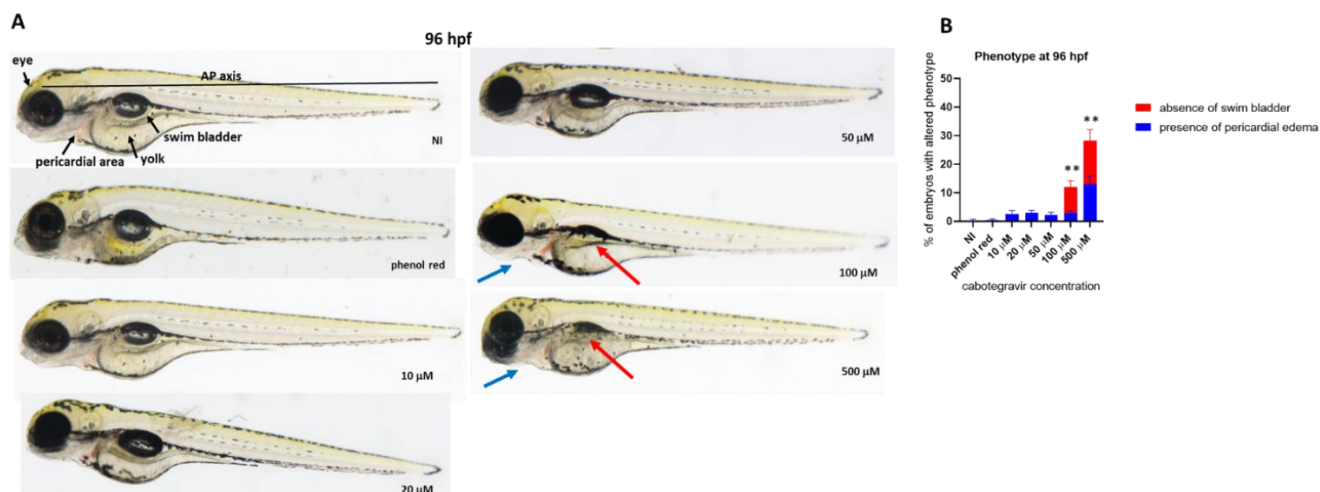 A
96 hpf
eye
AP axis
swim bladder
pericardial area
yolk
NI
phenol red
10 µM
20 µM
50 µM
100 µM
500 µM
B
Phenotype at 96 hpf
% of embryos with altered phenotype
50
40
30
20
10
0
**
**
NI
phenol red
10 µM
20 µM
50 µM
100 µM
500 µM
cabotegravir concentration
absence of swim bladder
presence of pericardial edema